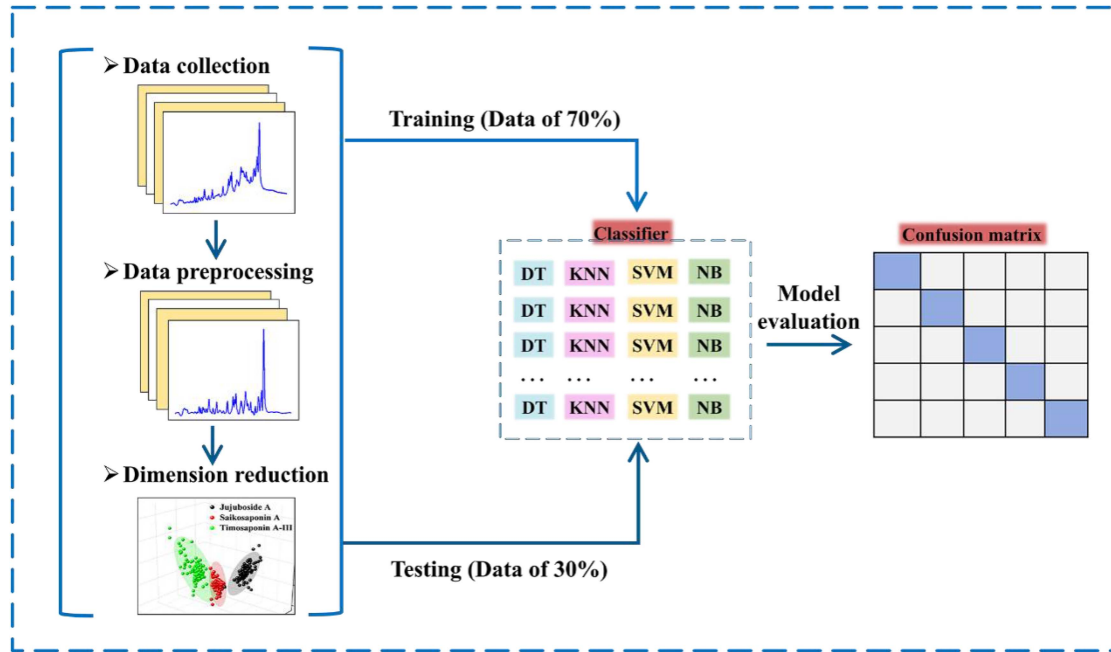 ➢ Data collection
Training (Data of 70%)
➢ Data preprocessing
➢ Dimension reduction
Jujuboside A
Saikosaponin A
Timosaponin A-III
Testing (Data of 30%)
Classifier
DT KNN SVM NB
DT KNN SVM NB
DT KNN SVM NB
... ... ... ...
DT KNN SVM NB
Model
evaluation
Confusion matrix